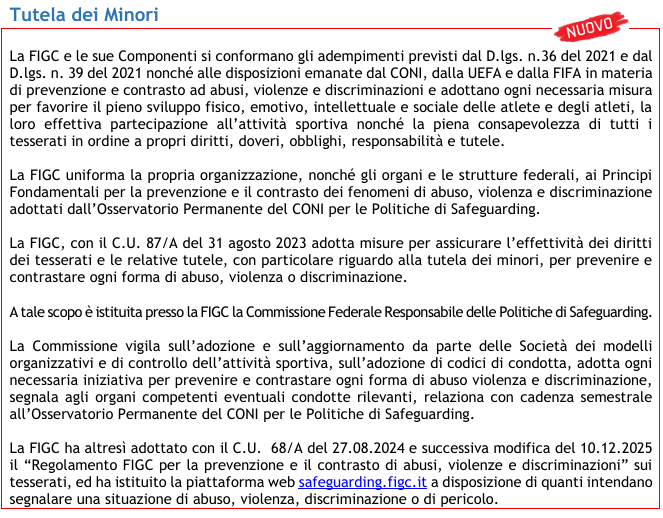 Tutela dei Minori
NUOVO
La FIGC e le sue Componenti si conformano gli adempimenti previsti dal D.lgs. n.36 del 2021 e dal
D.lgs. n. 39 del 2021 nonché alle disposizioni emanate dal CONI, dalla UEFA e dalla FIFA in materia
di prevenzione e contrasto ad abusi, violenze e discriminazioni e adottano ogni necessaria misura
per favorire il pieno sviluppo fisico, emotivo, intellettuale e sociale delle atlete e degli atleti, la
loro effettiva partecipazione all’attività sportiva nonché la piena consapevolezza di tutti i
tesserati in ordine a propri diritti, doveri, obblighi, responsabilità e tutele.
La FIGC uniforma la propria organizzazione, nonché gli organi e le strutture federali, ai Principi
Fondamentali per la prevenzione e il contrasto dei fenomeni di abuso, violenza e discriminazione
adottati dall’Osservatorio Permanente del CONI per le Politiche di Safeguarding.
La FIGC, con il C.U. 87/A del 31 agosto 2023 adotta misure per assicurare l’effettività dei diritti
dei tesserati e le relative tutele, con particolare riguardo alla tutela dei minori, per prevenire e
contrastare ogni forma di abuso, violenza o discriminazione.
A tale scopo è istituita presso la FIGC la Commissione Federale Responsabile delle Politiche di Safeguarding.
La Commissione vigila sull’adozione e sull’aggiornamento da parte delle Società dei modelli
organizzativi e di controllo dell’attività sportiva, sull’adozione di codici di condotta, adotta ogni
necessaria iniziativa per prevenire e contrastare ogni forma di abuso violenza e discriminazione,
segnala agli organi competenti eventuali condotte rilevanti, relaziona con cadenza semestrale
all’Osservatorio Permanente del CONI per le Politiche di Safeguarding.
La FIGC ha altresì adottato con il C.U. 68/A del 27.08.2024 e successiva modifica del 10.12.2025
il “Regolamento FIGC per la prevenzione e il contrasto di abusi, violenze e discriminazioni” sui
tesserati, ed ha istituito la piattaforma web safeguarding.figc.it a disposizione di quanti intendano
segnalare una situazione di abuso, violenza, discriminazione o di pericolo.